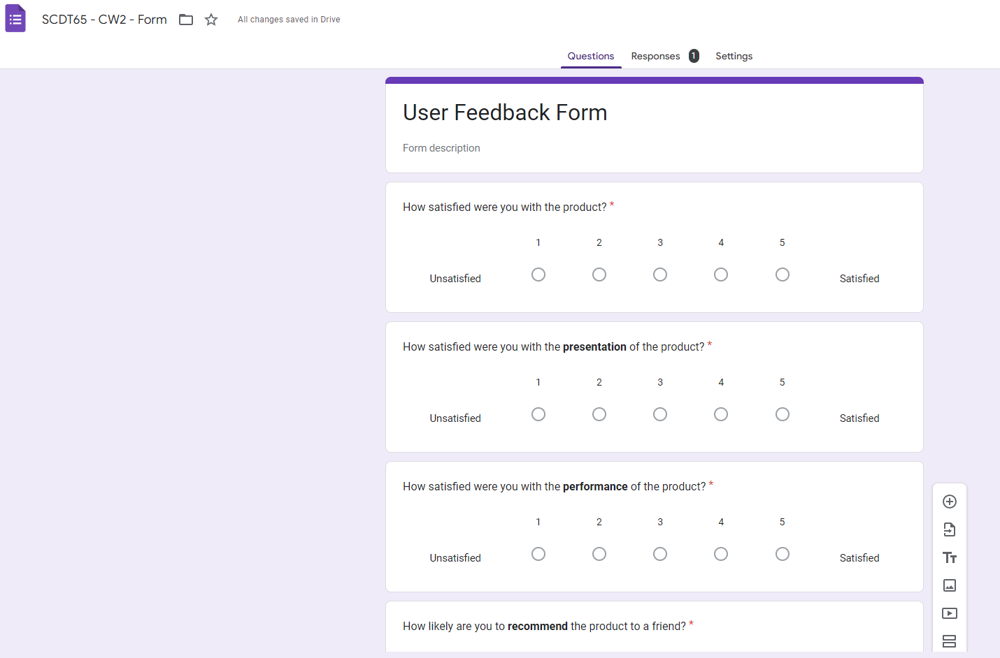 SCDT65 - CW2 - Form
All changes saved in Drive
Questions
Responses 1
Settings
User Feedback Form
Form description
How satisfied were you with the product? *
1 2 3 4 5
Unsatisfied Satisfied
How satisfied were you with the presentation of the product? *
1 2 3 4 5
Unsatisfied Satisfied
How satisfied were you with the performance of the product? *
1 2 3 4 5
Unsatisfied Satisfied
How likely are you to recommend the product to a friend? *